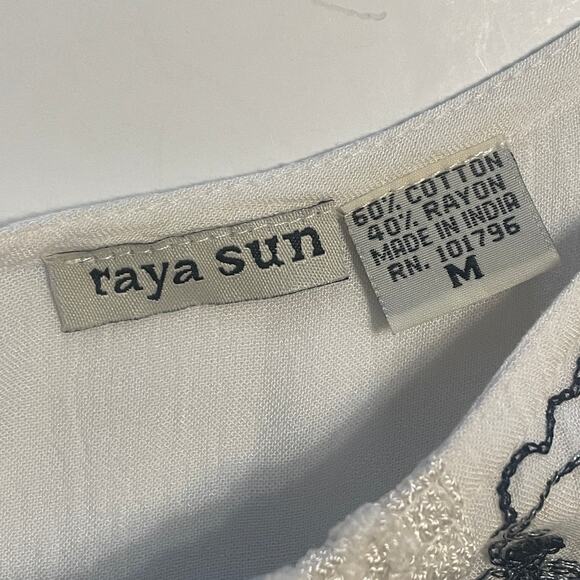 raya sun
60% COTTON
40% RAYON
MADE IN INDIA
RN. 101796
M